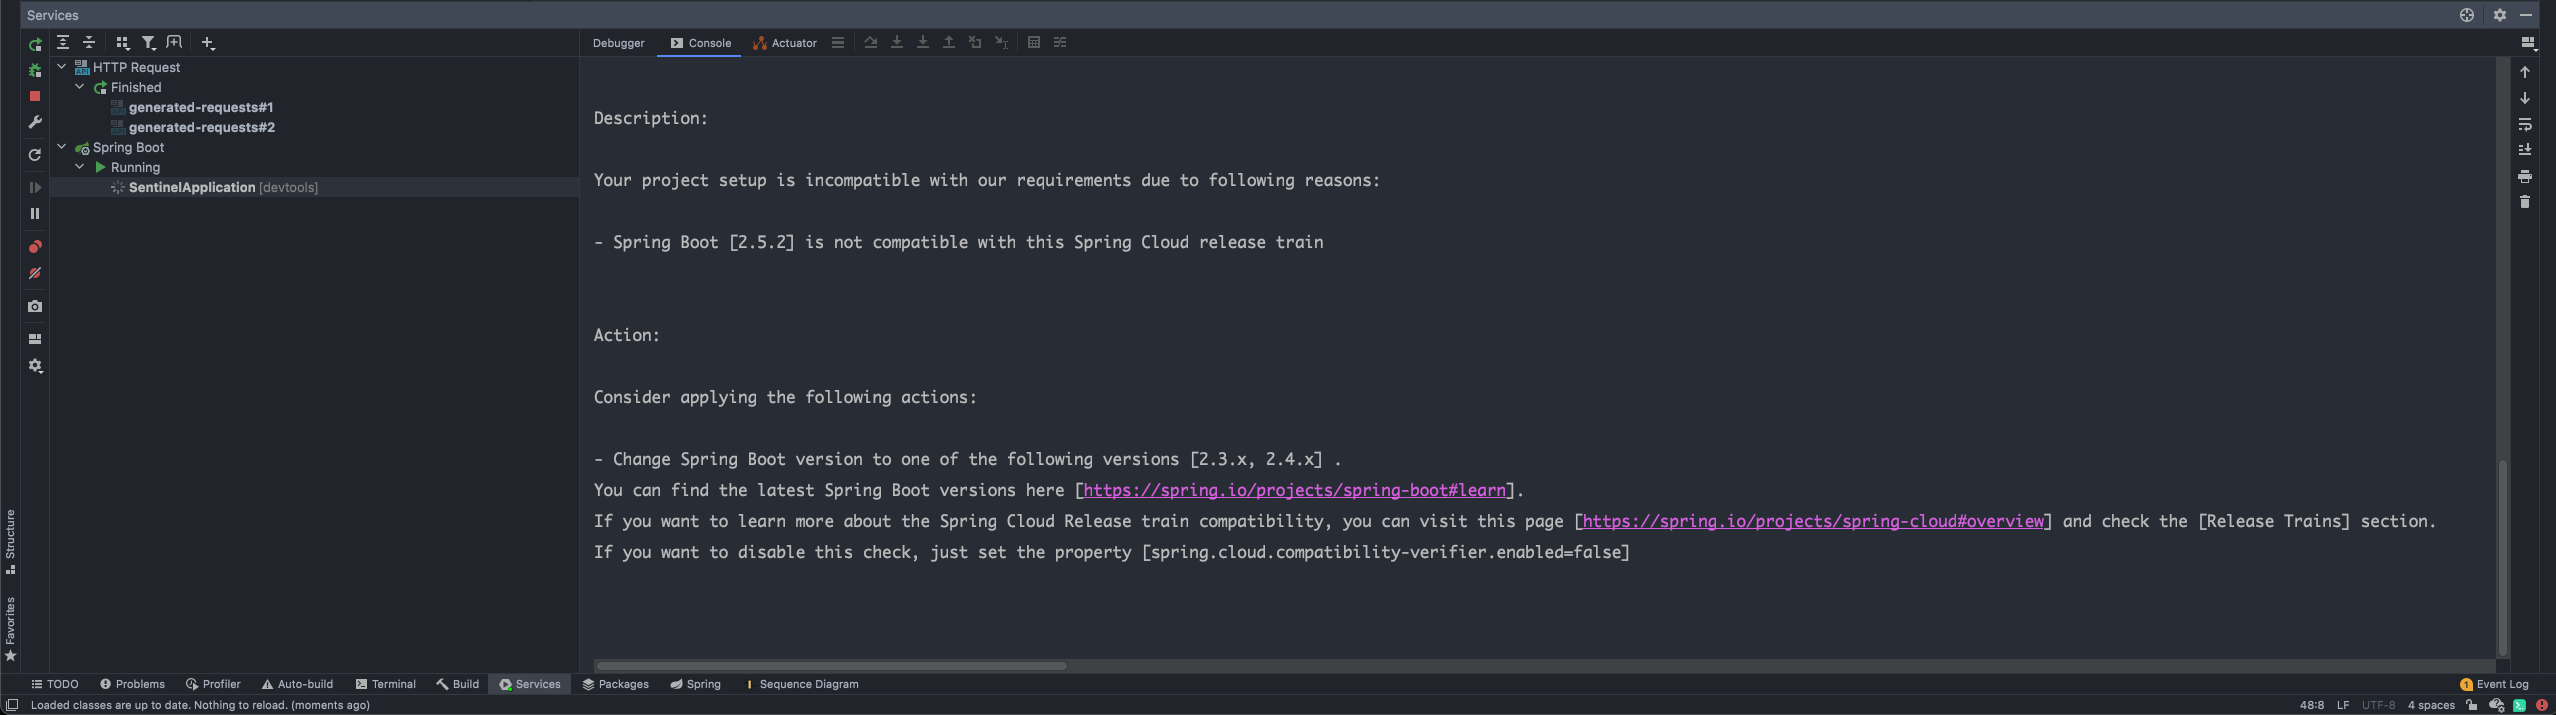 Services
Debugger Console Actuator
HTTP Request
Finished
generated-requests#1
generated-requests#2
Spring Boot
Running
SentinelApplication [devtools]
Description:
Your project setup is incompatible with our requirements due to following reasons:
- Spring Boot [2.5.2] is not compatible with this Spring Cloud release train
Action:
Consider applying the following actions:
- Change Spring Boot version to one of the following versions [2.3.x, 2.4.x] .
You can find the latest Spring Boot versions here [https://spring.io/projects/spring-boot#learn].
If you want to learn more about the Spring Cloud Release train compatibility, you can visit this page [https://spring.io/projects/spring-cloud#overview] and check the [Release Trains] section.
If you want to disable this check, just set the property [spring.cloud.compatibility-verifier.enabled=false]
Structure
Favorites
TODO Problems Profiler Auto-build Terminal Build Services Packages Spring Sequence Diagram 1 Event Log
Loaded classes are up to date. Nothing to reload. (moments ago) 48:8 LF UTF-8 4 spaces